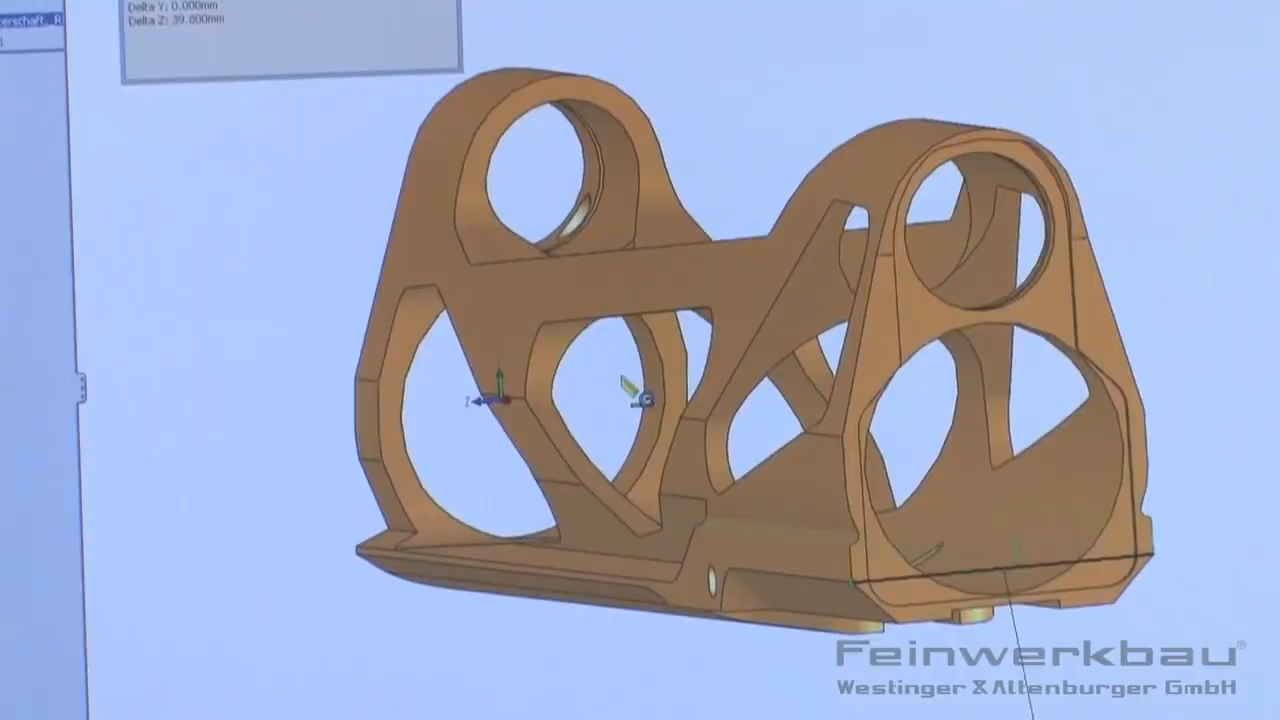 Delta Y: 0.000mm
Delta Z: 39.800mm
Z
Feinwerkbau®
Westinger & Altenburger GmbH